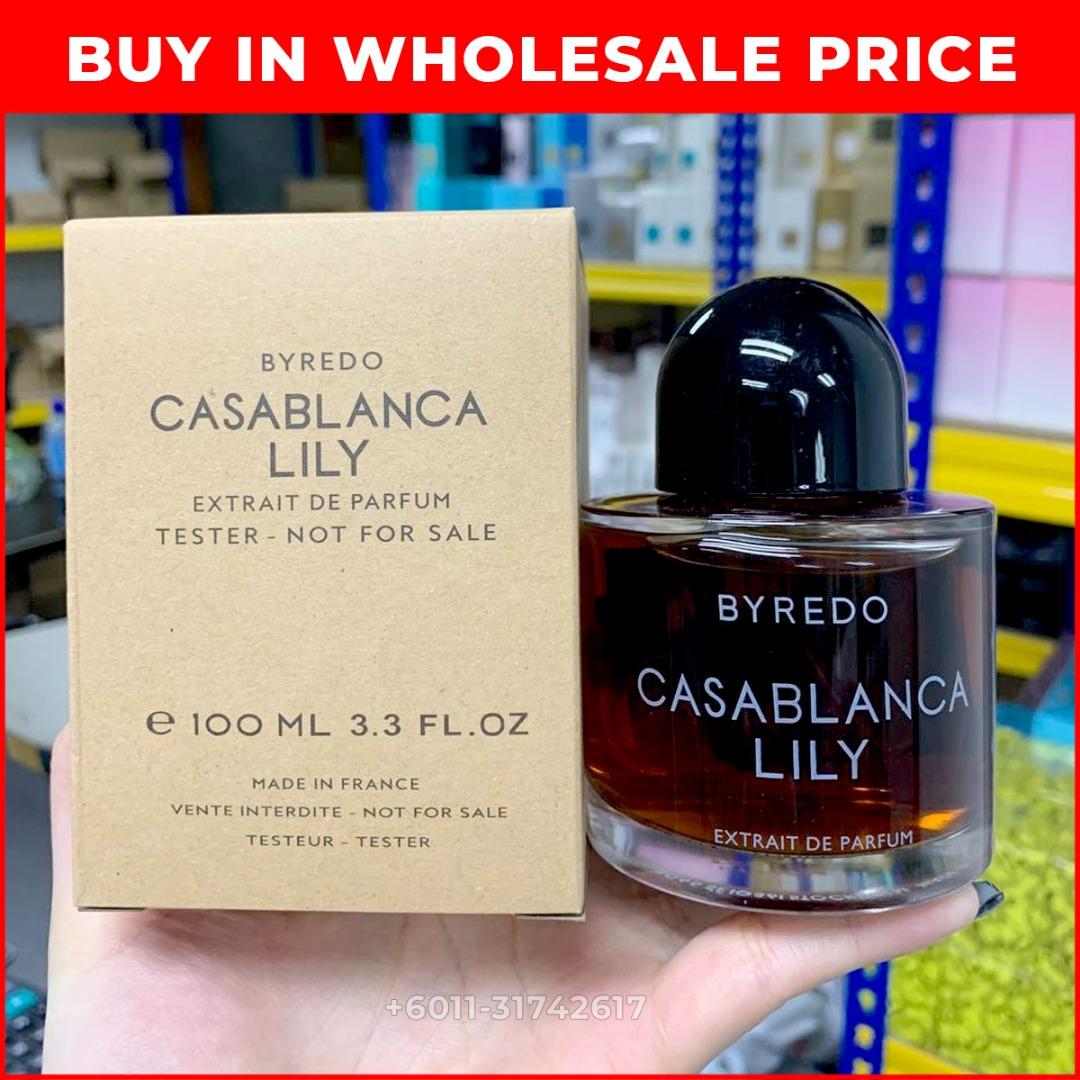 BUY IN WHOLESALE PRICE
BYREDO
CASABLANCA
LILY
EXTRAIT DE PARFUM
TESTER - NOT FOR SALE
e 100 ML 3.3 FL.OZ
MADE IN FRANCE
VENTE INTERDITE - NOT FOR SALE
TESTEUR - TESTER
BYREDO
CASABLANCA
LILY
EXTRAIT DE PARFUM
+6011-31742617